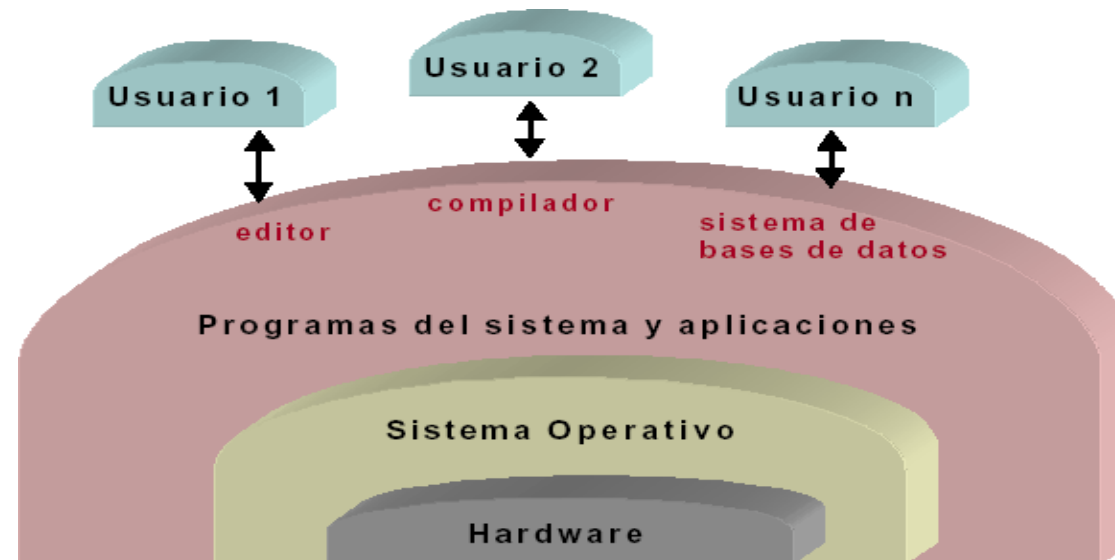 Usuario 1
Usuario 2
Usuario n
editor
compilador
sistema de
bases de datos
Programas del sistema y aplicaciones
Sistema Operativo
Hardware